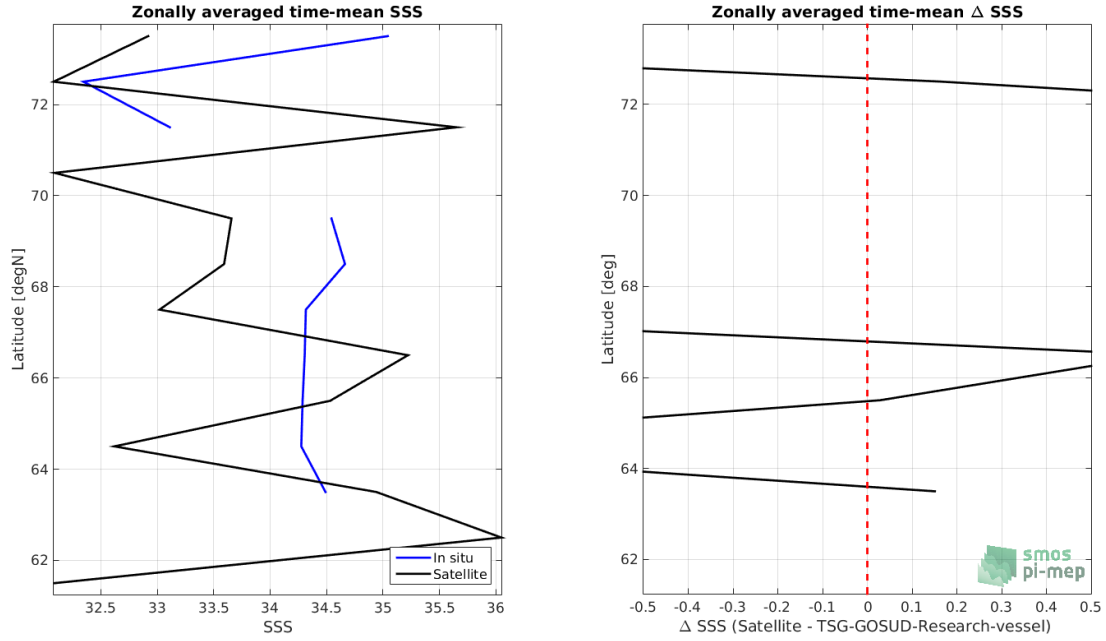 Zonally averaged time-mean SSS
Latitude [degN]
72
70
68
66
64
62
32.5 33 33.5 34 34.5 35 35.5 36
SSS
In situ
Satellite
Zonally averaged time-mean Δ SSS
Latitude [deg]
72
70
68
66
64
62
-0.5 -0.4 -0.3 -0.2 -0.1 0 0.1 0.2 0.3 0.4 0.5
Δ SSS (Satellite - TSG-GOSUD-Research-vessel)
smos
pi-mep